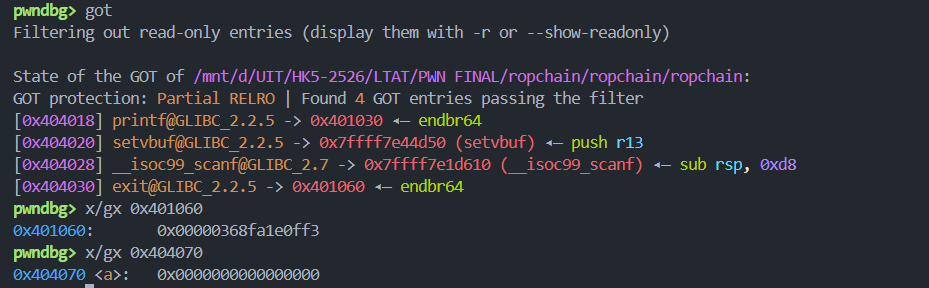 pwndbg> got
Filtering out read-only entries (display them with -r or --show-readonly)
State of the GOT of /mnt/d/UIT/HK5-2526/LTAT/PWN FINAL/ropchain/ropchain/ropchain:
GOT protection: Partial RELRO | Found 4 GOT entries passing the filter
[0x404018] printf@GLIBC_2.2.5 -> 0x401030 ◂— endbr64
[0x404020] setvbuf@GLIBC_2.2.5 -> 0x7ffff7e44d50 (setvbuf) ◂— push r13
[0x404028] __isoc99_scanf@GLIBC_2.7 -> 0x7ffff7e1d610 (__isoc99_scanf) ◂— sub rsp, 0xd8
[0x404030] exit@GLIBC_2.2.5 -> 0x401060 ◂— endbr64
pwndbg> x/gx 0x401060
0x401060: 0x00000368fa1e0ff3
pwndbg> x/gx 0x404070
0x404070 <a>: 0x0000000000000000